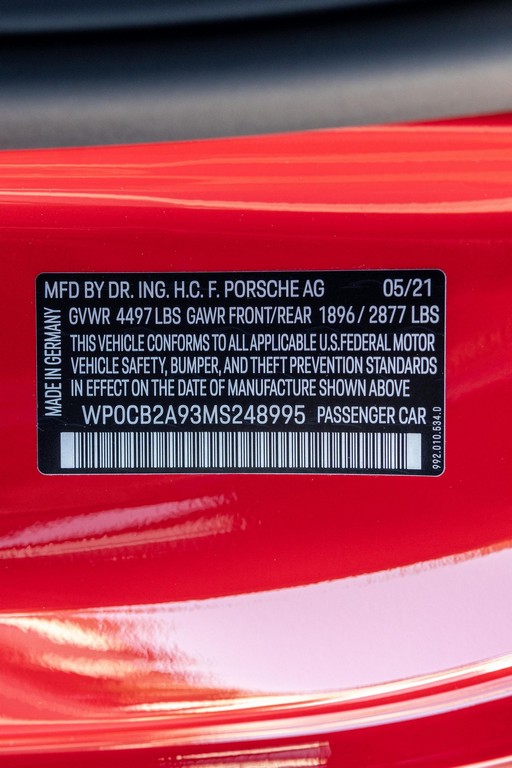 MFD BY DR. ING. H.C. F. PORSCHE AG 05/21
GVWR 4497 LBS GAWR FRONT/REAR 1896 / 2877 LBS
THIS VEHICLE CONFORMS TO ALL APPLICABLE U.S.FEDERAL MOTOR
VEHICLE SAFETY, BUMPER, AND THEFT PREVENTION STANDARDS
IN EFFECT ON THE DATE OF MANUFACTURE SHOWN ABOVE
WP0CB2A93MS248995 PASSENGER CAR
MADE IN GERMANY
992.010.534.D